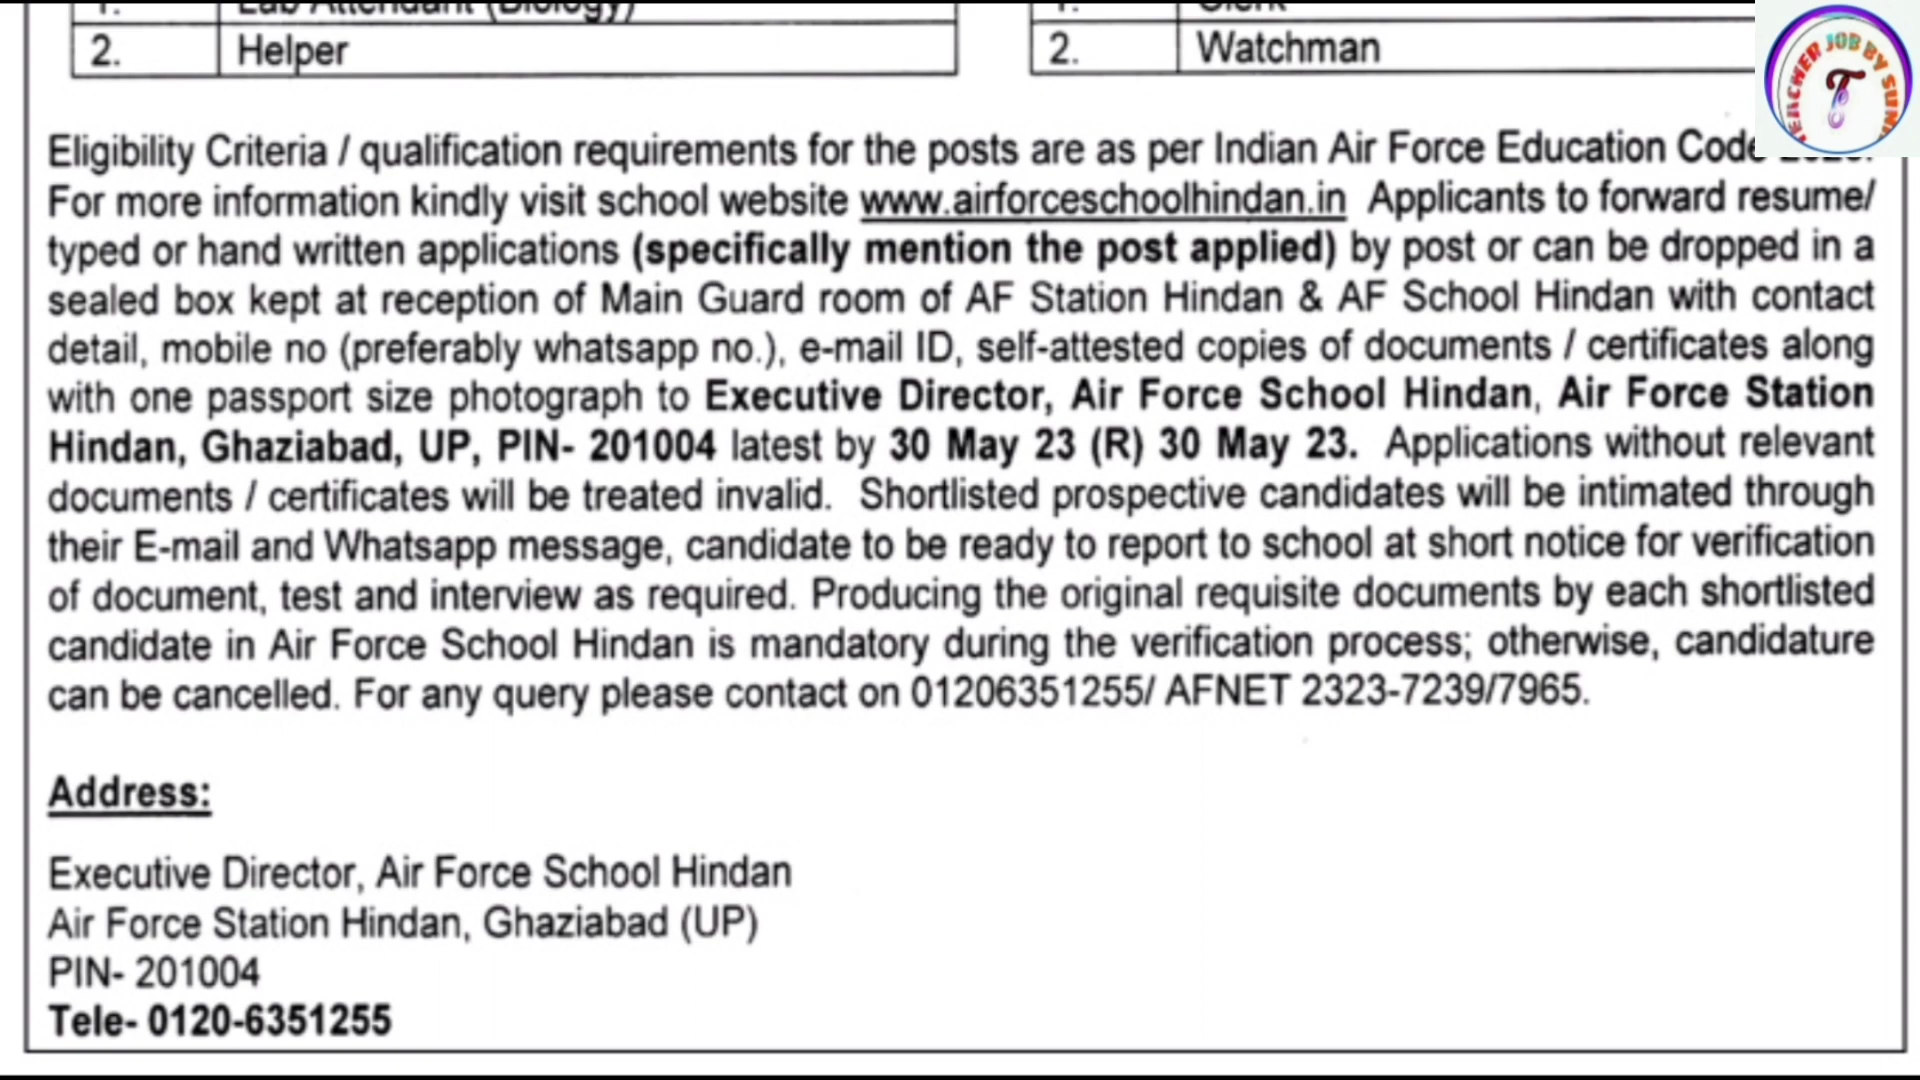 1. Lab Attendant (Biology)
1. Clerk
2. Helper
2. Watchman
TEACHER JOB BY
T
Eligibility Criteria / qualification requirements for the posts are as per Indian Air Force Education Code
For more information kindly visit school website www.airforceschoolhindan.in Applicants to forward resume/
typed or hand written applications (specifically mention the post applied) by post or can be dropped in a
sealed box kept at reception of Main Guard room of AF Station Hindan & AF School Hindan with contact
detail, mobile no (preferably whatsapp no.), e-mail ID, self-attested copies of documents / certificates along
with one passport size photograph to Executive Director, Air Force School Hindan, Air Force Station
Hindan, Ghaziabad, UP, PIN- 201004 latest by 30 May 23 (R) 30 May 23. Applications without relevant
documents / certificates will be treated invalid. Shortlisted prospective candidates will be intimated through
their E-mail and Whatsapp message, candidate to be ready to report to school at short notice for verification
of document, test and interview as required. Producing the original requisite documents by each shortlisted
candidate in Air Force School Hindan is mandatory during the verification process; otherwise, candidature
can be cancelled. For any query please contact on 01206351255/ AFNET 2323-7239/7965.
Address:
Executive Director, Air Force School Hindan
Air Force Station Hindan, Ghaziabad (UP)
PIN- 201004
Tele- 0120-6351255